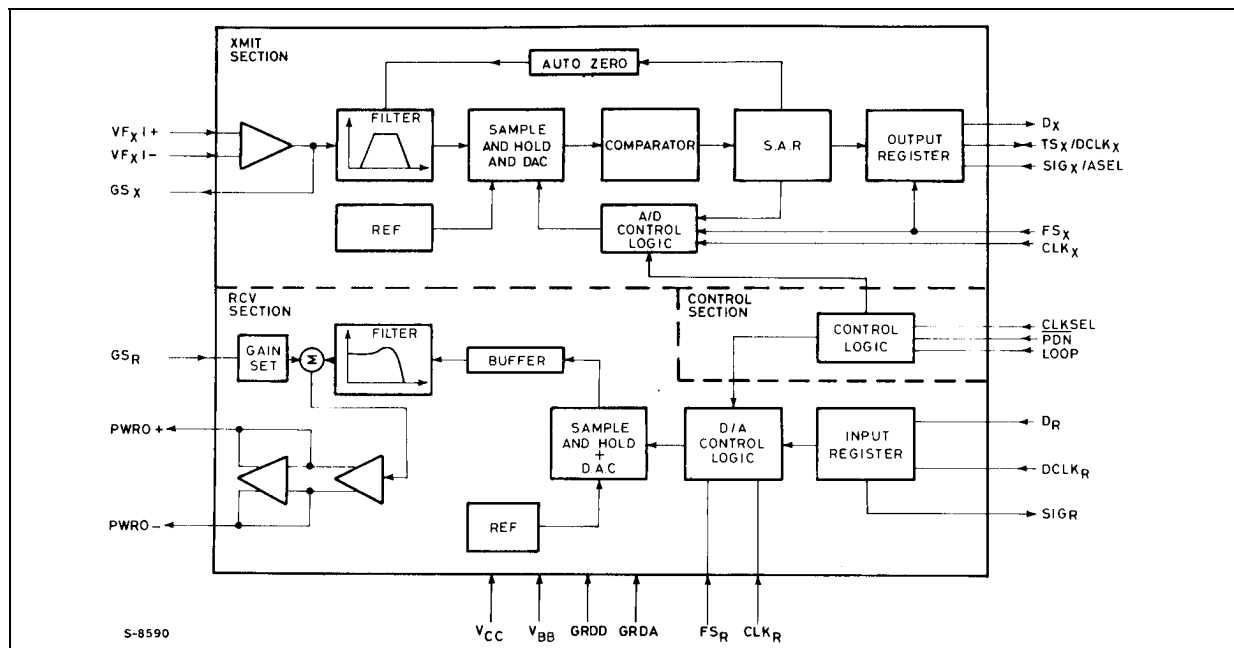 XMIT
SECTION
AUTO ZERO
VFX I+
VFX I-
GSX
FILTER
SAMPLE
AND HOLD
AND DAC
COMPARATOR
S.A.R
OUTPUT
REGISTER
DX
TSX/DCLKX
SIGX/ASEL
REF
A/D
CONTROL
LOGIC
FSX
CLKX
RCV
SECTION
CONTROL
SECTION
CONTROL
LOGIC
CLKSEL
PDN
LOOP
GSR
GAIN
SET
Σ
FILTER
BUFFER
PWRO+
PWRO-
SAMPLE
AND HOLD
+
D.A.C
D/A
CONTROL
LOGIC
INPUT
REGISTER
DR
DCLKR
SIGR
REF
VCC
VBB
GRDD
GRDA
FSR
CLKR
S-8590